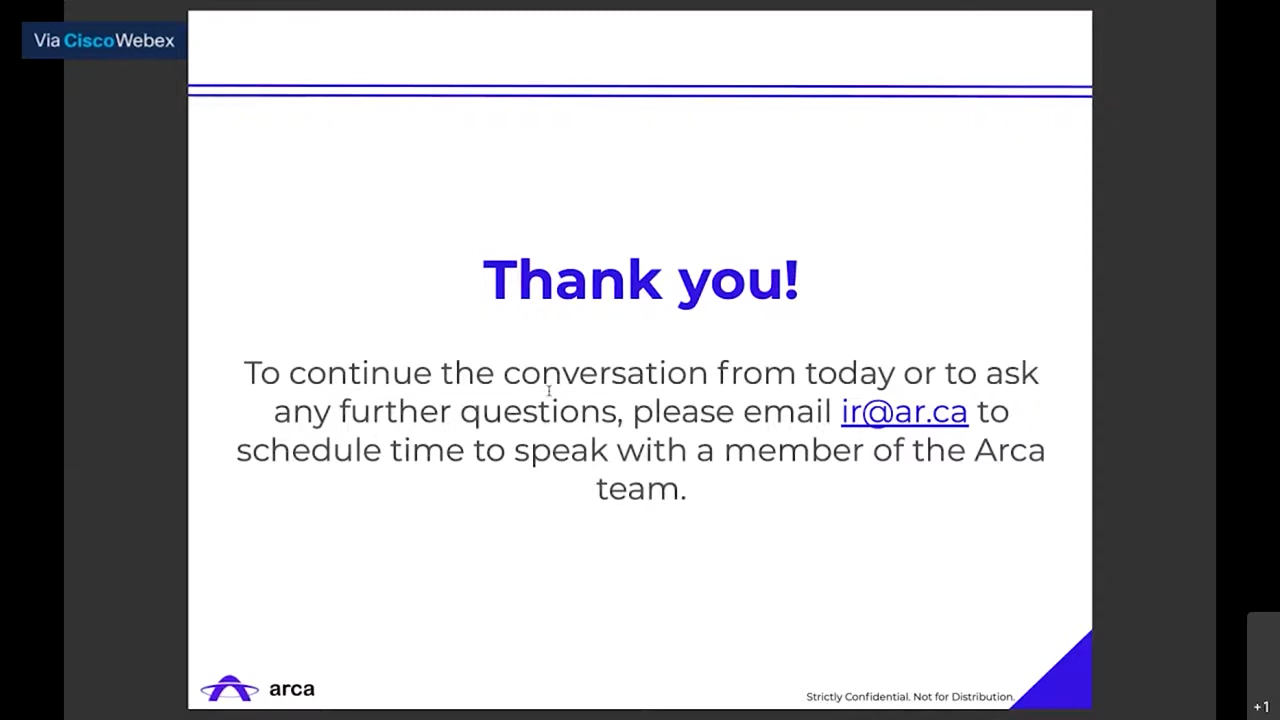 Via CiscoWebex
Thank you!
To continue the conversation from today or to ask
any further questions, please email ir@ar.ca to
schedule time to speak with a member of the Arca
team.
arca
Strictly Confidential. Not for Distribution.
+1